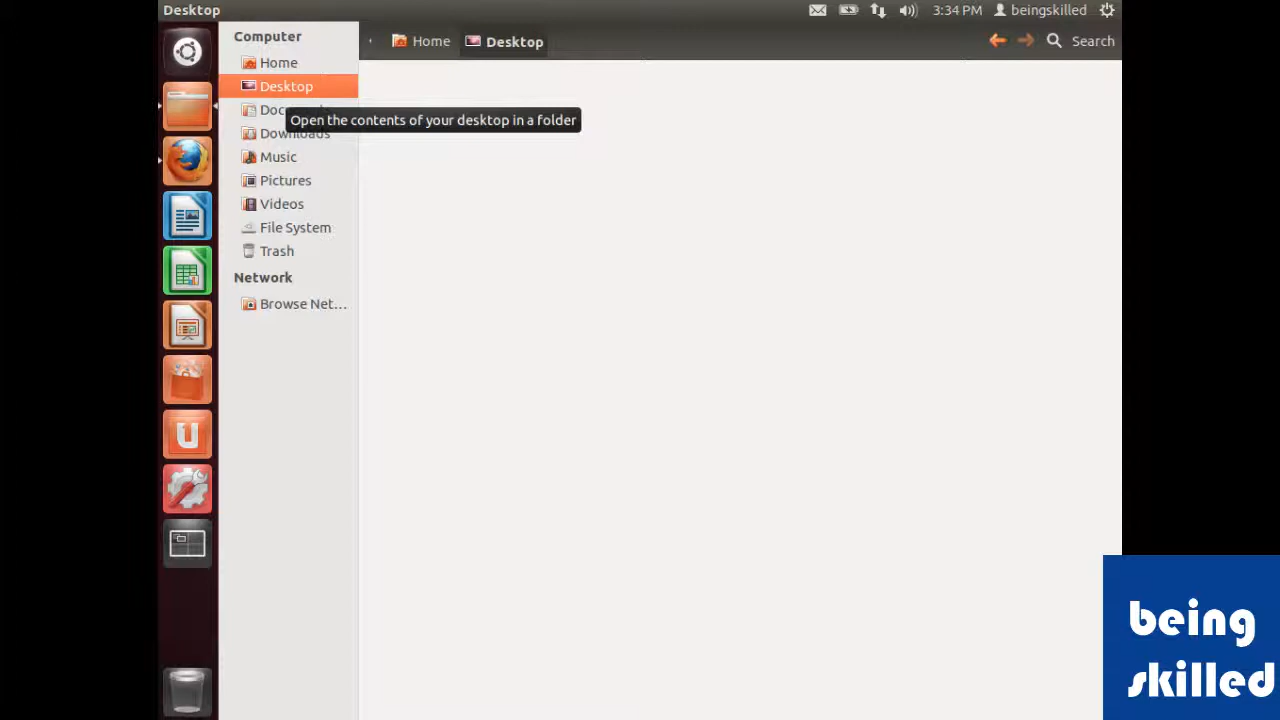 Desktop
3:34 PM
beingskilled
Computer
Home
Desktop
Downloads
Music
Pictures
Videos
File System
Trash
Network
Browse Net...
Home
Desktop
Search
Open the contents of your desktop in a folder
U
being
skilled